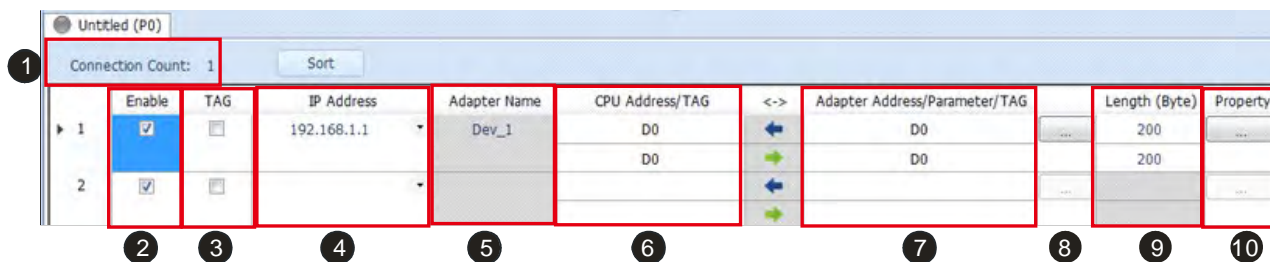 Untitled (P0)
1 Connection Count: 1 Sort
Enable TAG IP Address Adapter Name CPU Address/TAG <-> Adapter Address/Parameter/TAG Length (Byte) Property
1 192.168.1.1 Dev_1 D0 D0 ... 200 ...
D0 D0 200
2 ... ...
2 3 4 5 6 7 8 9 10